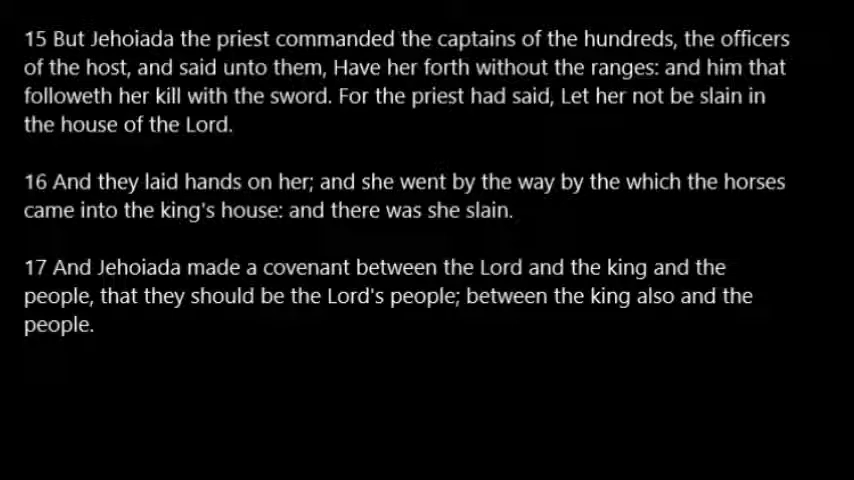 15 But Jehoiada the priest commanded the captains of the hundreds, the officers
of the host, and said unto them, Have her forth without the ranges: and him that
followeth her kill with the sword. For the priest had said, Let her not be slain in
the house of the Lord.
16 And they laid hands on her; and she went by the way by the which the horses
came into the king's house: and there was she slain.
17 And Jehoiada made a covenant between the Lord and the king and the
people, that they should be the Lord's people; between the king also and the
people.